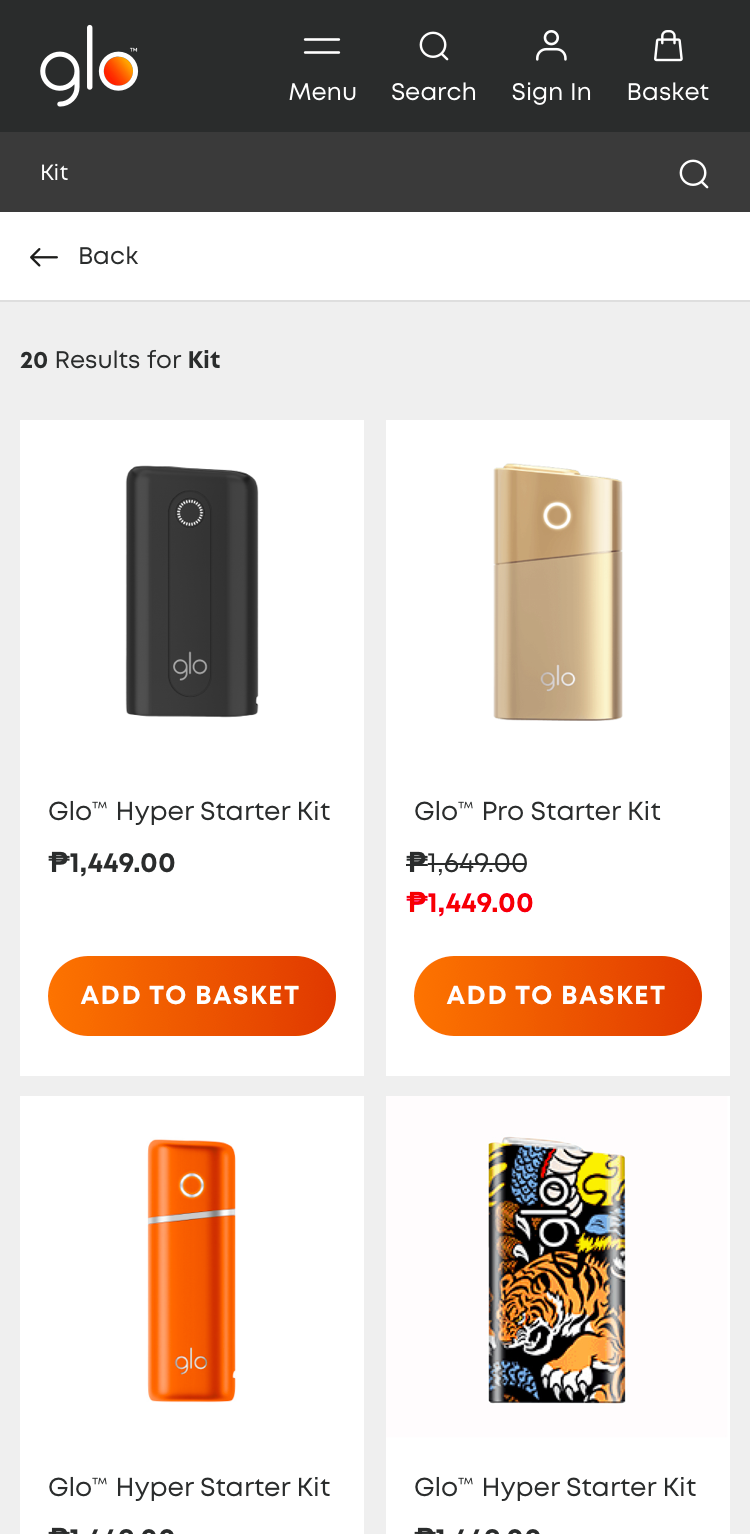 glo™
Menu Search Sign In Basket
Kit
Back
20 Results for Kit
glo
glo
Glo™ Hyper Starter Kit
₱1,449.00
Glo™ Pro Starter Kit
₱1,649.00
₱1,449.00
ADD TO BASKET
ADD TO BASKET
glo
glo
Glo™ Hyper Starter Kit
Glo™ Hyper Starter Kit